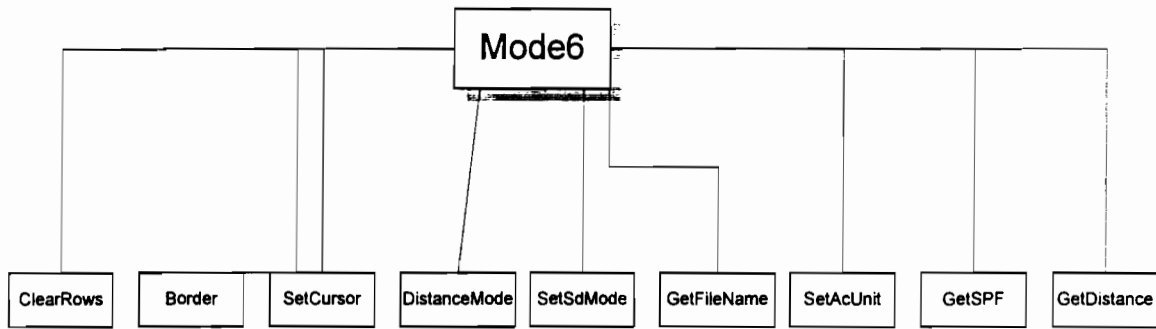 Mode6
ClearRows
Border
SetCursor
DistanceMode
SetSdMode
GetFileName
SetAcUnit
GetSPF
GetDistance